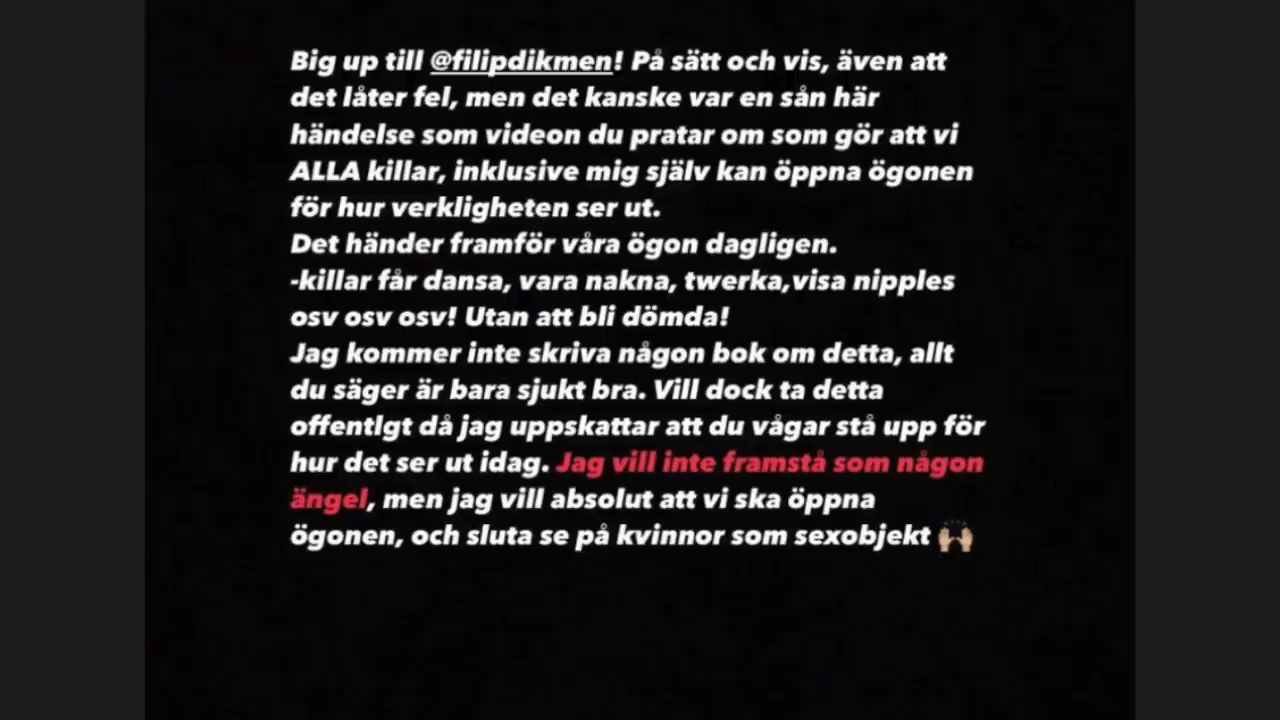 Big up till @filipdikmen! På sätt och vis, även att
det låter fel, men det kanske var en sån här
händelse som videon du pratar om som gör att vi
ALLA killar, inklusive mig själv kan öppna ögonen
för hur verkligheten ser ut.
Det händer framför våra ögon dagligen.
-killar får dansa, vara nakna, twerka,visa nipples
osv osv osv! Utan att bli dömda!
Jag kommer inte skriva någon bok om detta, allt
du säger är bara sjukt bra. Vill dock ta detta
offentlgt då jag uppskattar att du vågar stå upp för
hur det ser ut idag. Jag vill inte framstå som någon
ängel, men jag vill absolut att vi ska öppna
ögonen, och sluta se på kvinnor som sexobjekt 🙌🏼